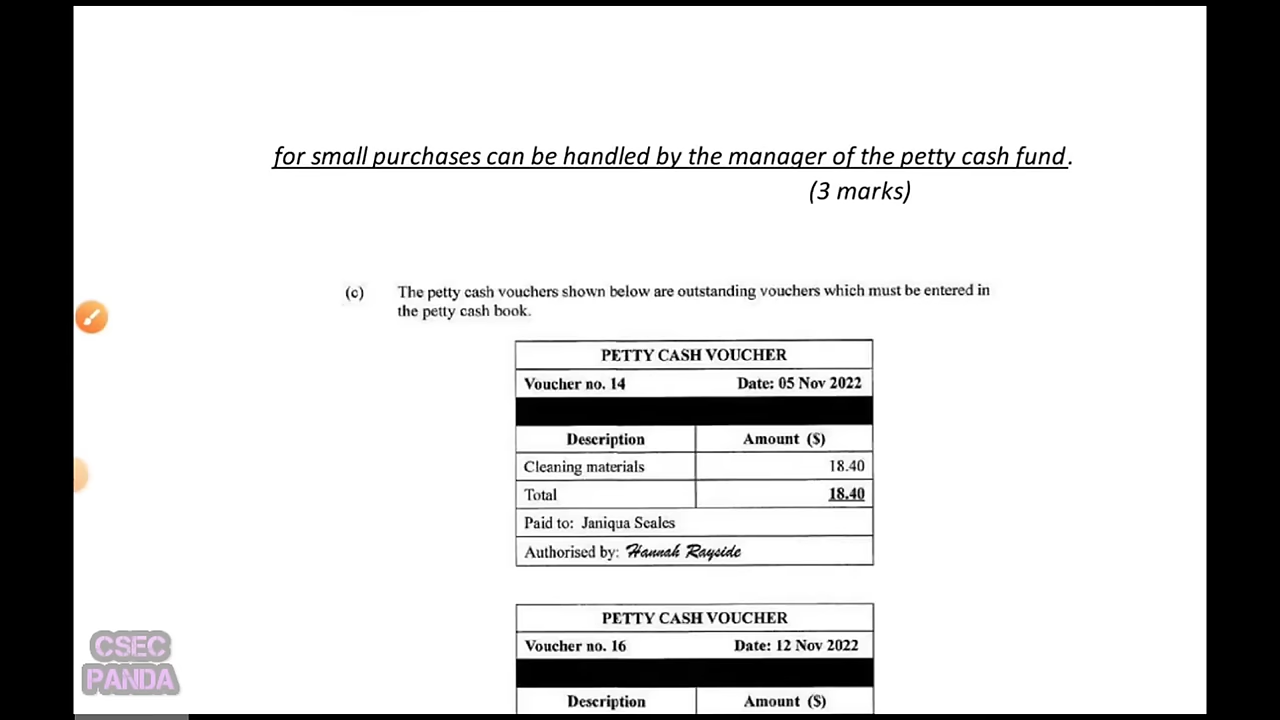 for small purchases can be handled by the manager of the petty cash fund.
(3 marks)
(c) The petty cash vouchers shown below are outstanding vouchers which must be entered in
the petty cash book.
PETTY CASH VOUCHER
Voucher no. 14 Date: 05 Nov 2022
Description Amount ($)
Cleaning materials 18.40
Total 18.40
Paid to: Janiqua Seales
Authorised by: Hannah Rayside
PETTY CASH VOUCHER
Voucher no. 16 Date: 12 Nov 2022
Description Amount ($)
CSEC
PANDA